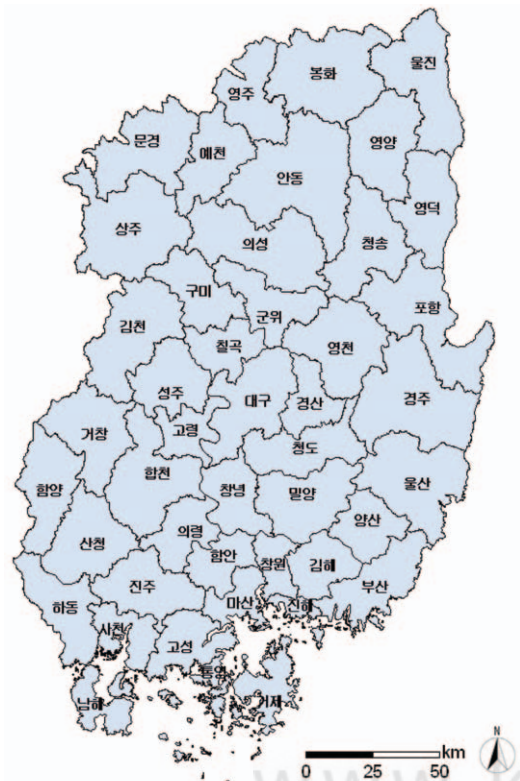 울진
봉화
영주
문경
예천
영양
안동
영덕
상주
의성
청송
구미
군위
포항
김천
칠곡
영천
성주
대구
경산
경주
거창
고령
청도
함양
합천
창녕
밀양
울산
의령
양산
산청
함안
창원
김해
진주
부산
하동
마산
진해
사천
고성
통영
남해
거제
km
0 25 50
N